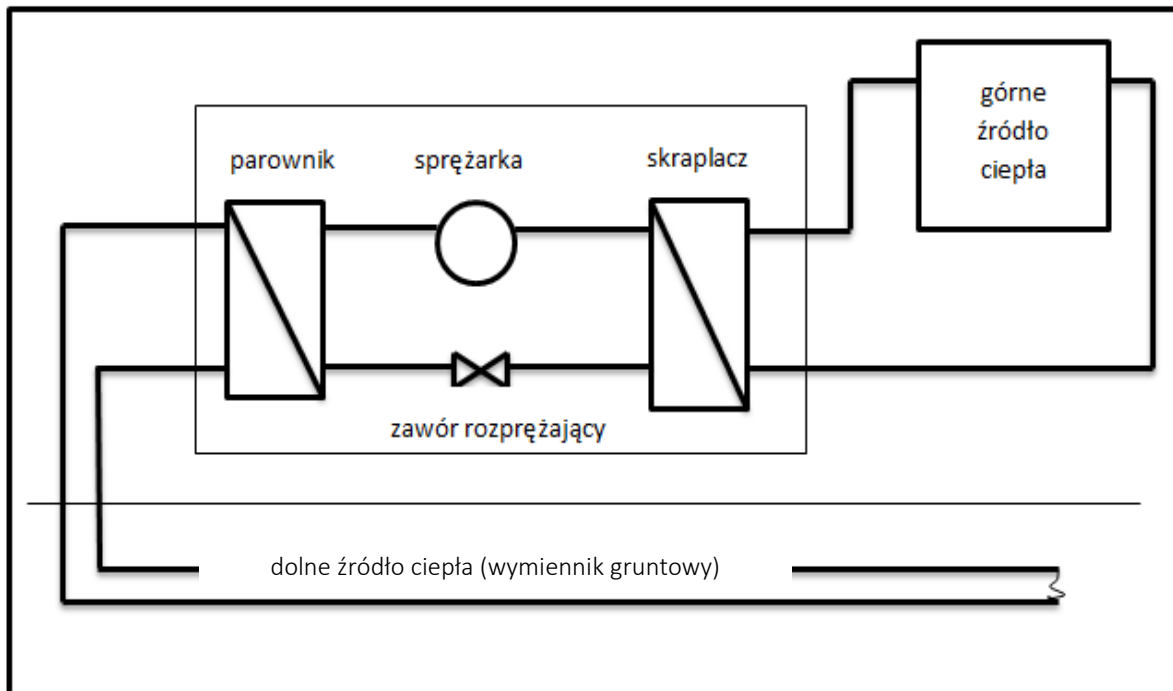 górne
źródło
ciepła
parownik
sprężarka
skraplacz
zawór rozprężający
dolne źródło ciepła (wymiennik gruntowy)